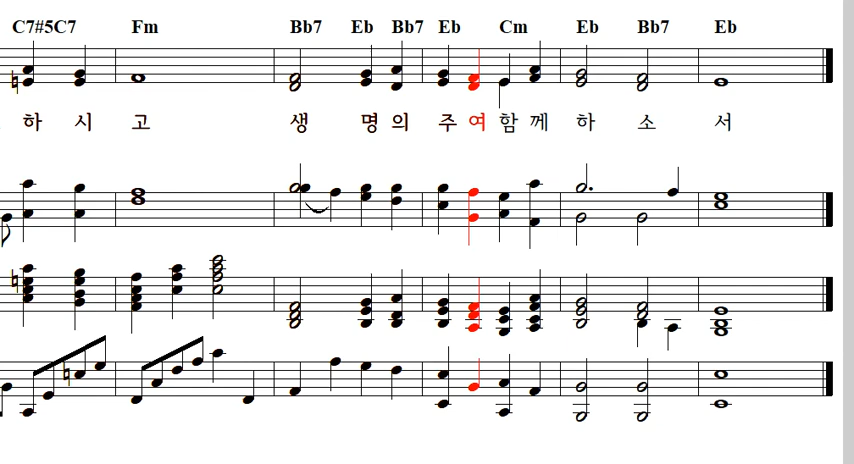 C7#5C7 Fm Bb7 Eb Bb7 Eb Cm Eb Bb7 Eb
하 시 고 생 명 의 주 여 함 께 하 소 서